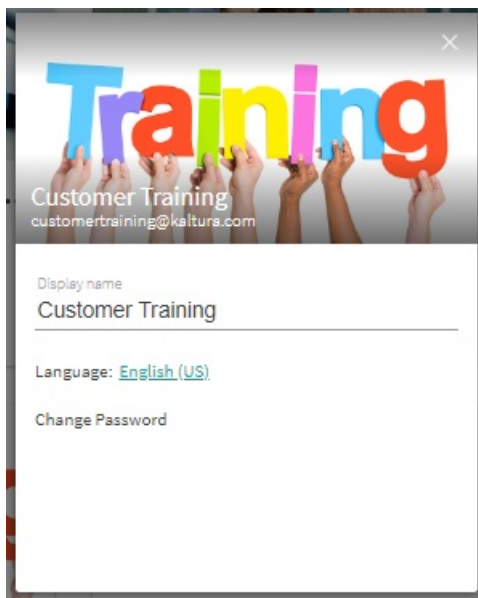 Training
Customer Training
customertraining@kaltura.com
Display name
Customer Training
Language: English (US)
Change Password